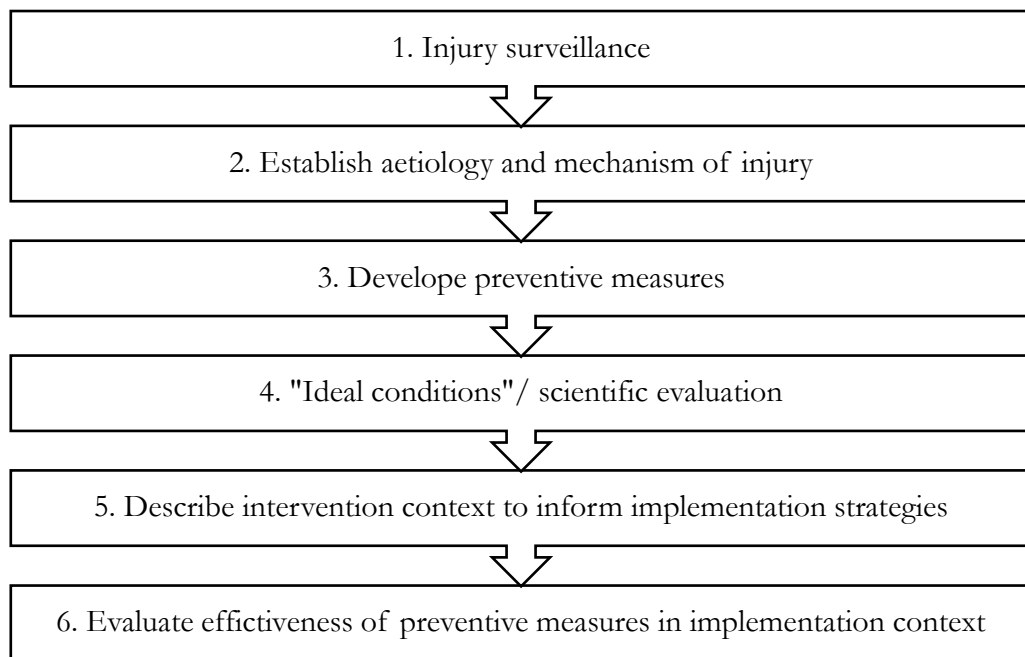 1. Injury surveillance
2. Establish aetiology and mechanism of injury
3. Develope preventive measures
4. "Ideal conditions"/ scientific evaluation
5. Describe intervention context to inform implementation strategies
6. Evaluate effictiveness of preventive measures in implementation context